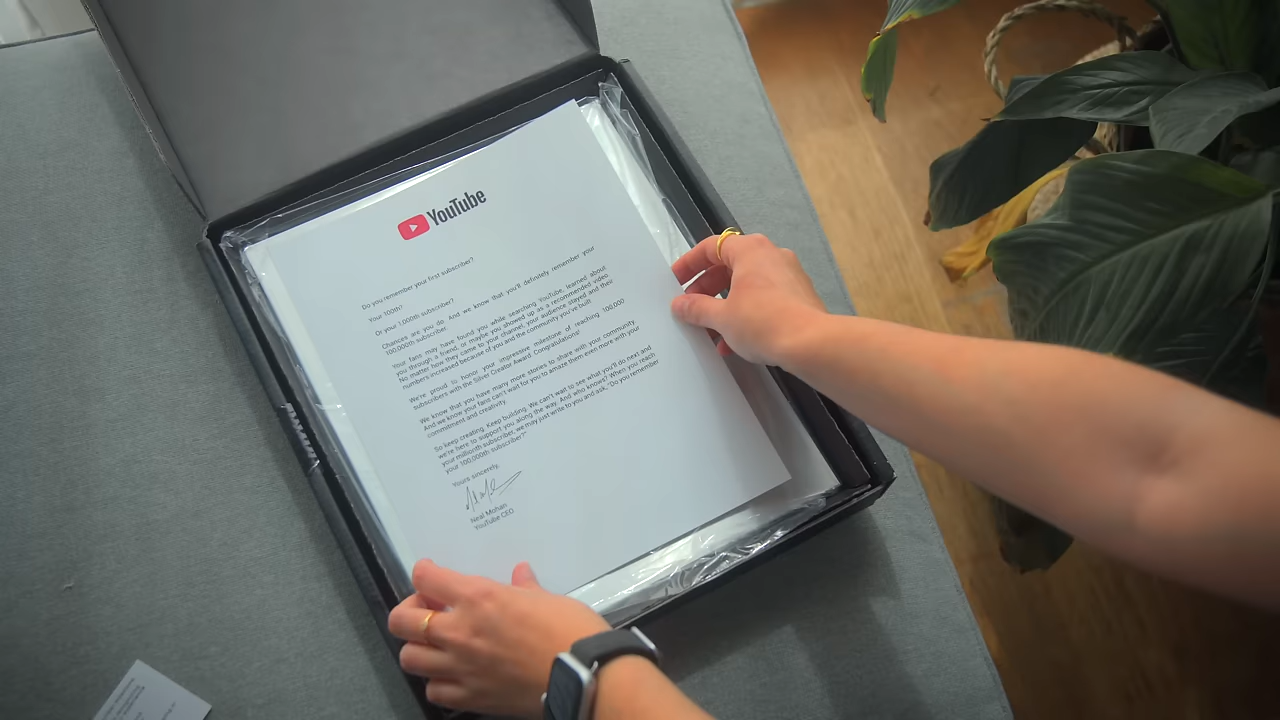 YouTube
Do you remember your first subscriber?
Your 100th?
Or your 1,000th subscriber?
Chances are you do. And we know that you'll definitely remember your
100,000th subscriber.
Your fans may have found you while searching YouTube, learned about
you through a friend, or maybe you showed up as a recommended video.
No matter how they came to your channel, your audience stayed and their
numbers increased because of you and the community you've built.
We're proud to honor your impressive milestone of reaching 100,000
subscribers with the Silver Creator Award. Congratulations!
We know that you have many more stories to share with your community.
And we know your fans can't wait for you to amaze them even more with your
commitment and creativity.
So keep creating. Keep building. We can't wait to see what you'll do next and
we're here to support you along the way. And who knows? When you reach
your millionth subscriber, we may just write to you and ask, "Do you remember
your 100,000th subscriber?"
Yours sincerely,
Neal Mohan
YouTube CEO